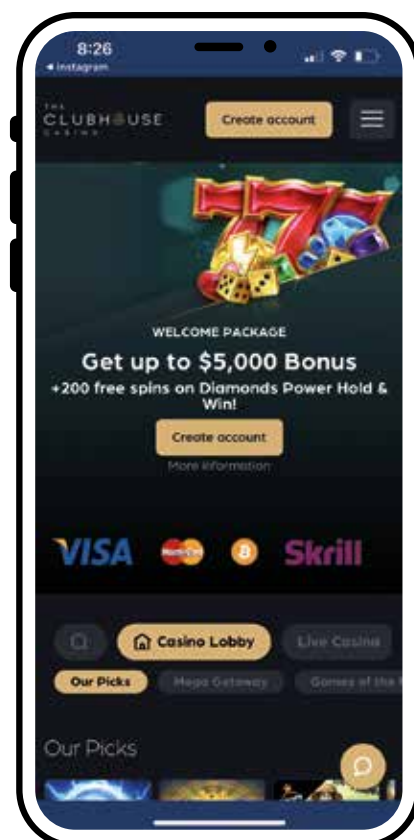 8:26
◄ Instagram
THE
CLUBHOUSE
CASINO
Create account
777
WELCOME PACKAGE
Get up to $5,000 Bonus
+200 free spins on Diamonds Power Hold &
Win!
Create account
More information
VISA MasterCard Skrill
Casino Lobby Live Casino
Our Picks Mega Getaway Games of the
Our Picks